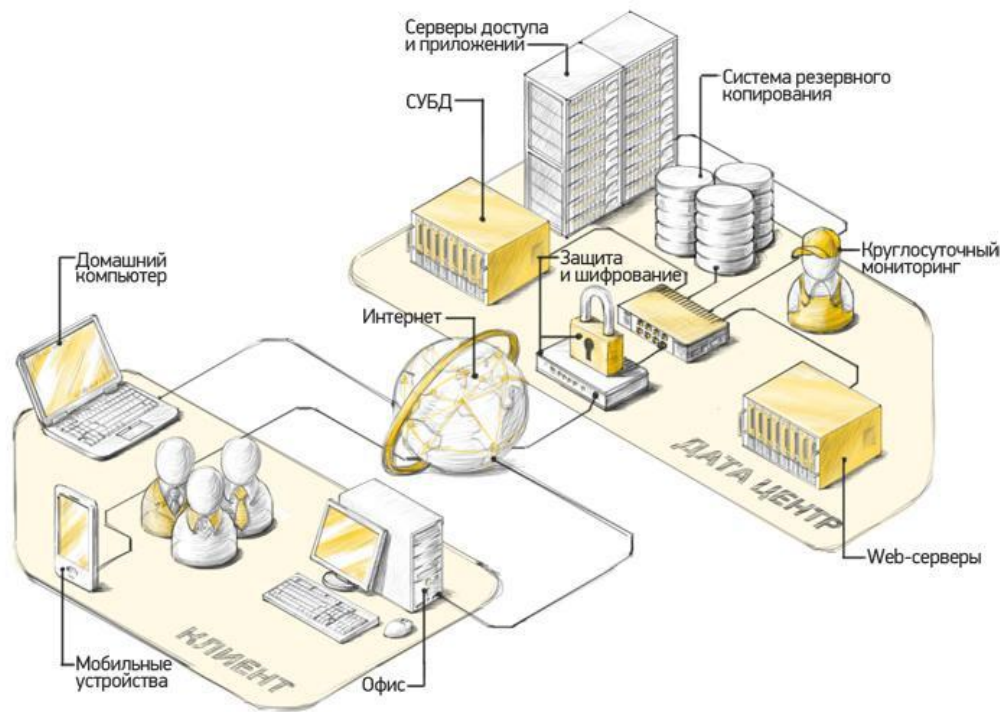 Серверы доступа
и приложений
СУБД
Система резервного
копирования
Домашний
компьютер
Защита
и шифрование
Круглосуточный
мониторинг
Интернет
ДАТА ЦЕНТР
Web-серверы
КЛИЕНТ
Мобильные
устройства
Офис